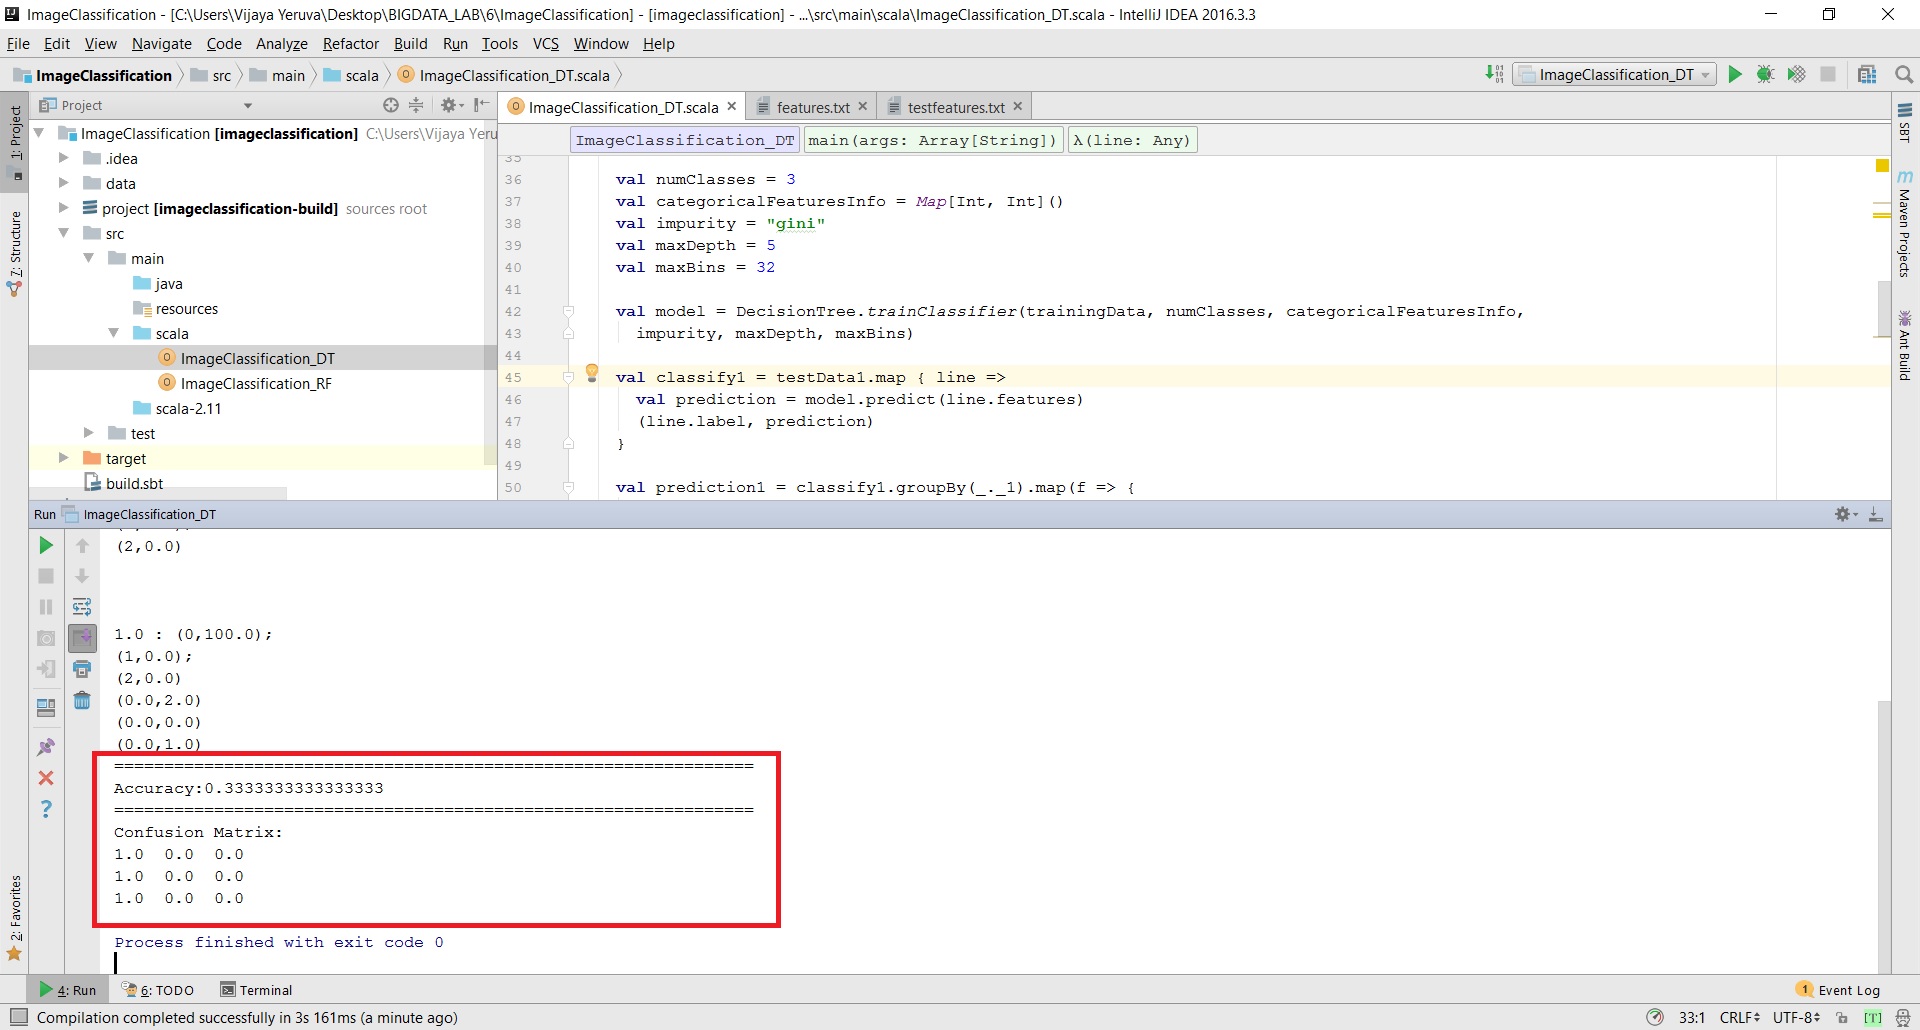 ImageClassification - [C:\Users\Vijaya Yeruva\Desktop\BIGDATA_LAB\6\ImageClassification] - [imageclassification] - ...\src\main\scala\ImageClassification_DT.scala - IntelliJ IDEA 2016.3.3
File Edit View Navigate Code Analyze Refactor Build Run Tools VCS Window Help
ImageClassification src main scala ImageClassification_DT.scala ImageClassification_DT
Project
ImageClassification_DT.scala features.txt testfeatures.txt
1: Project
7: Structure
2: Favorites
ImageClassification [imageclassification] C:\Users\Vijaya Yeru
.idea
data
project [imageclassification-build] sources root
src
main
java
resources
scala
ImageClassification_DT
ImageClassification_RF
scala-2.11
test
target
build.sbt
ImageClassification_DT main(args: Array[String]) λ(line: Any)
35
36 val numClasses = 3
37 val categoricalFeaturesInfo = Map[Int, Int]()
38 val impurity = "gini"
39 val maxDepth = 5
40 val maxBins = 32
41
42 val model = DecisionTree.trainClassifier(trainingData, numClasses, categoricalFeaturesInfo,
43 impurity, maxDepth, maxBins)
44
45 val classify1 = testData1.map { line =>
46 val prediction = model.predict(line.features)
47 (line.label, prediction)
48 }
49
50 val prediction1 = classify1.groupBy(_._1).map(f => {
SBT
Maven Projects
Ant Build
Run ImageClassification_DT
(2,0.0)
1.0 : (0,100.0);
(1,0.0);
(2,0.0)
(0.0,2.0)
(0.0,0.0)
(0.0,1.0)
================================================================
Accuracy:0.3333333333333333
================================================================
Confusion Matrix:
1.0 0.0 0.0
1.0 0.0 0.0
1.0 0.0 0.0
Process finished with exit code 0
4: Run 6: TODO Terminal 1 Event Log
Compilation completed successfully in 3s 161ms (a minute ago) 33:1 CRLF UTF-8 [T]